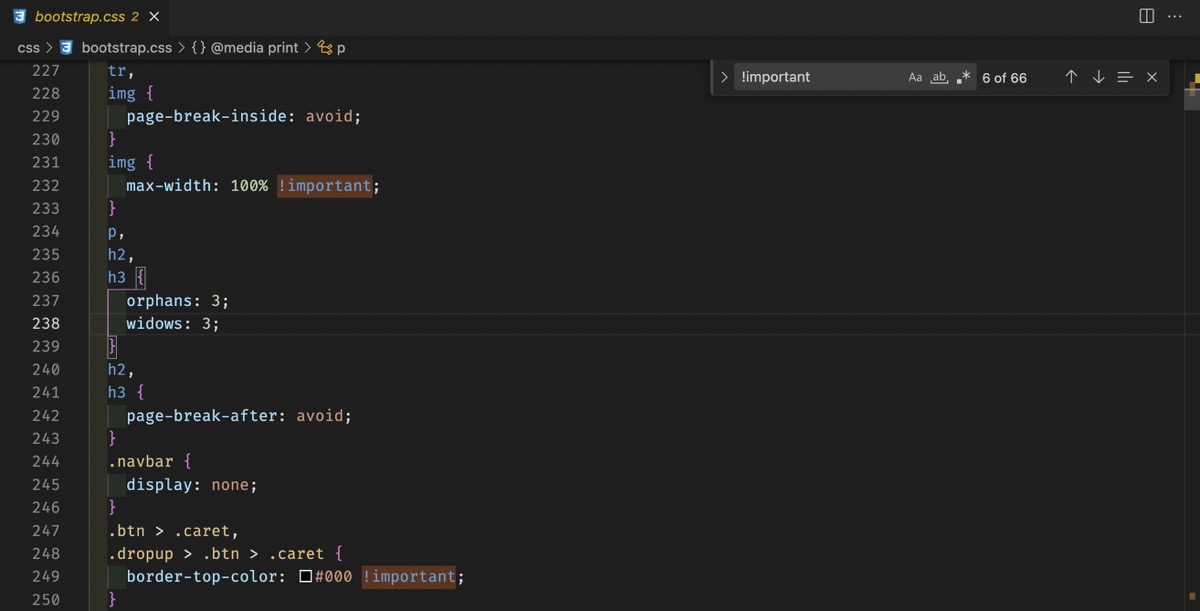 bootstrap.css 2
css > bootstrap.css > {} @media print > p
!important Aa ab 6 of 66
227 tr,
228 img {
229 page-break-inside: avoid;
230 }
231 img {
232 max-width: 100% !important;
233 }
234 p,
235 h2,
236 h3 {
237 orphans: 3;
238 widows: 3;
239 }
240 h2,
241 h3 {
242 page-break-after: avoid;
243 }
244 .navbar {
245 display: none;
246 }
247 .btn > .caret,
248 .dropup > .btn > .caret {
249 border-top-color: #000 !important;
250 }